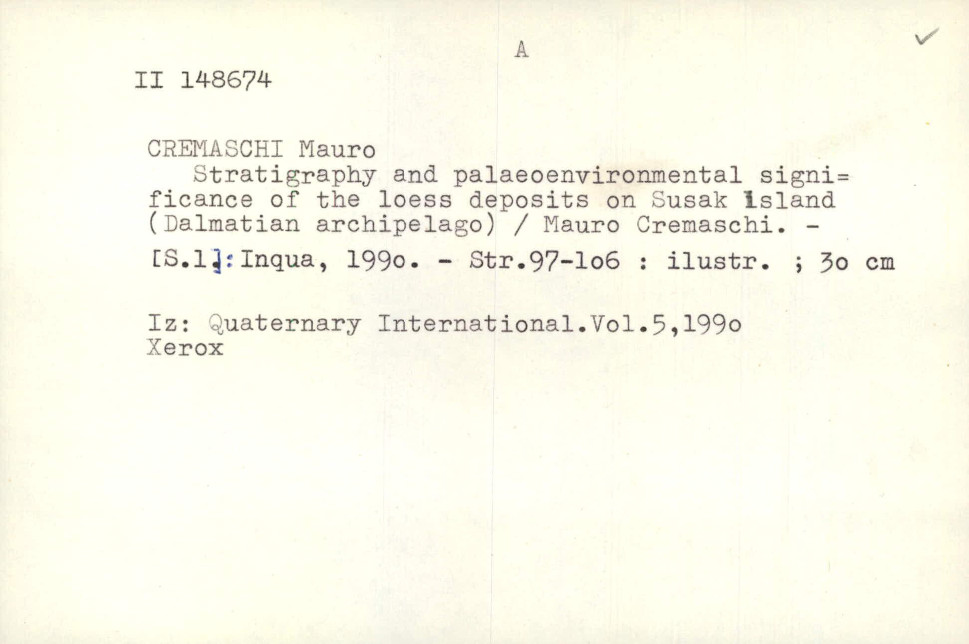 A
II 148674
CREMASCHI Mauro
Stratigraphy and palaeoenvironmental signi=
ficance of the loess deposits on Susak Island
(Dalmatian archipelago) / Mauro Cremaschi. -
[S.l]: Inqua, 199o. - Str.97-lo6 : ilustr. ; 3o cm
Iz: Quaternary International.Vol.5,199o
Xerox